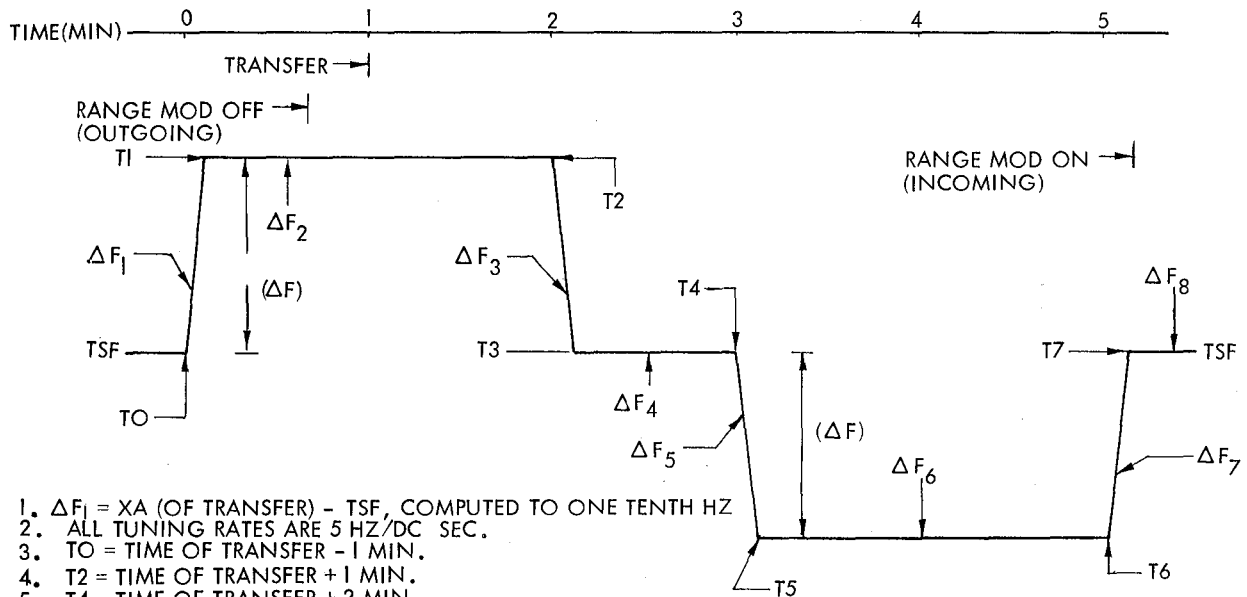 0 1 2 3 4 5
TIME(MIN)
TRANSFER
RANGE MOD OFF
(OUTGOING)
T1
RANGE MOD ON
(INCOMING)
T2
ΔF2
ΔF1
(ΔF)
ΔF3
T4
ΔF8
TSF
T3
T7
TSF
TO
ΔF4
ΔF5
(ΔF)
ΔF6
ΔF7
1. ΔF1 = XA (OF TRANSFER) - TSF, COMPUTED TO ONE TENTH HZ
2. ALL TUNING RATES ARE 5 HZ/DC SEC.
3. TO = TIME OF TRANSFER - 1 MIN.
4. T2 = TIME OF TRANSFER + 1 MIN.
T5
T6